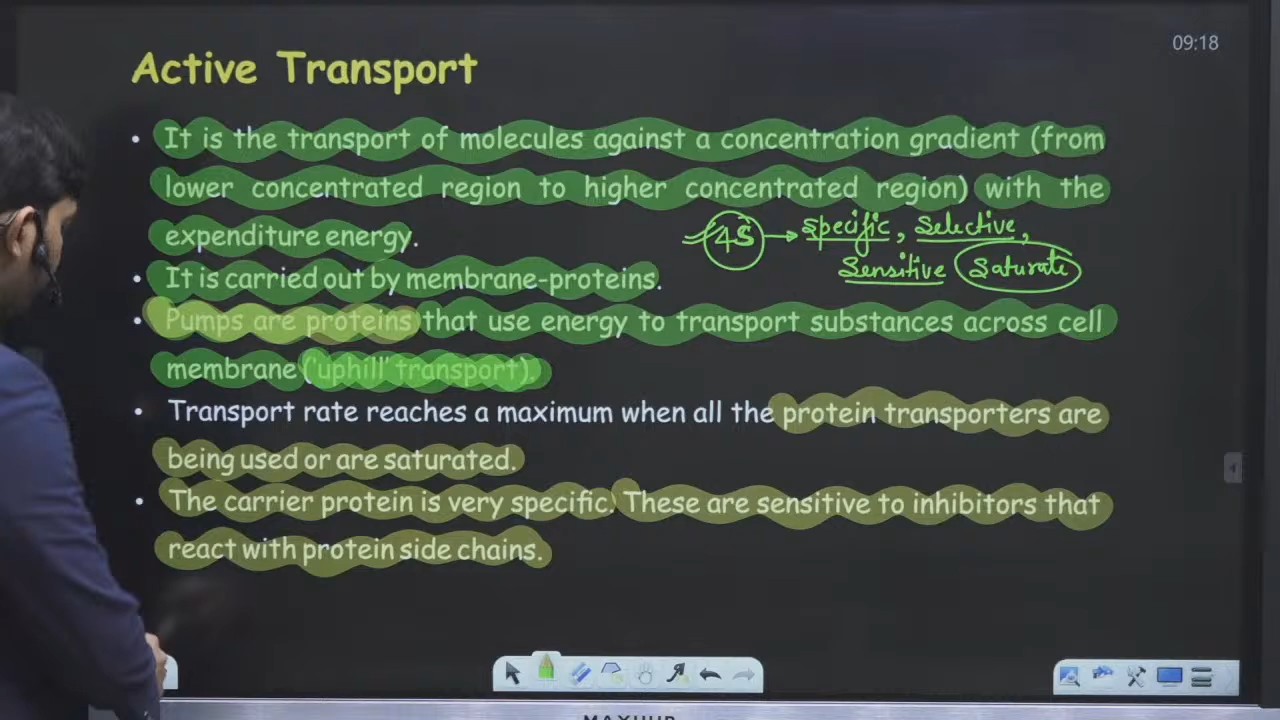 09:18
Active Transport
• It is the transport of molecules against a concentration gradient (from
lower concentrated region to higher concentrated region) with the
expenditure energy.
4S → specific, Selective,
Sensitive Saturate
• It is carried out by membrane-proteins.
• Pumps are proteins that use energy to transport substances across cell
membrane ('uphill' transport).
• Transport rate reaches a maximum when all the protein transporters are
being used or are saturated.
• The carrier protein is very specific. These are sensitive to inhibitors that
react with protein side chains.
MAXHUB